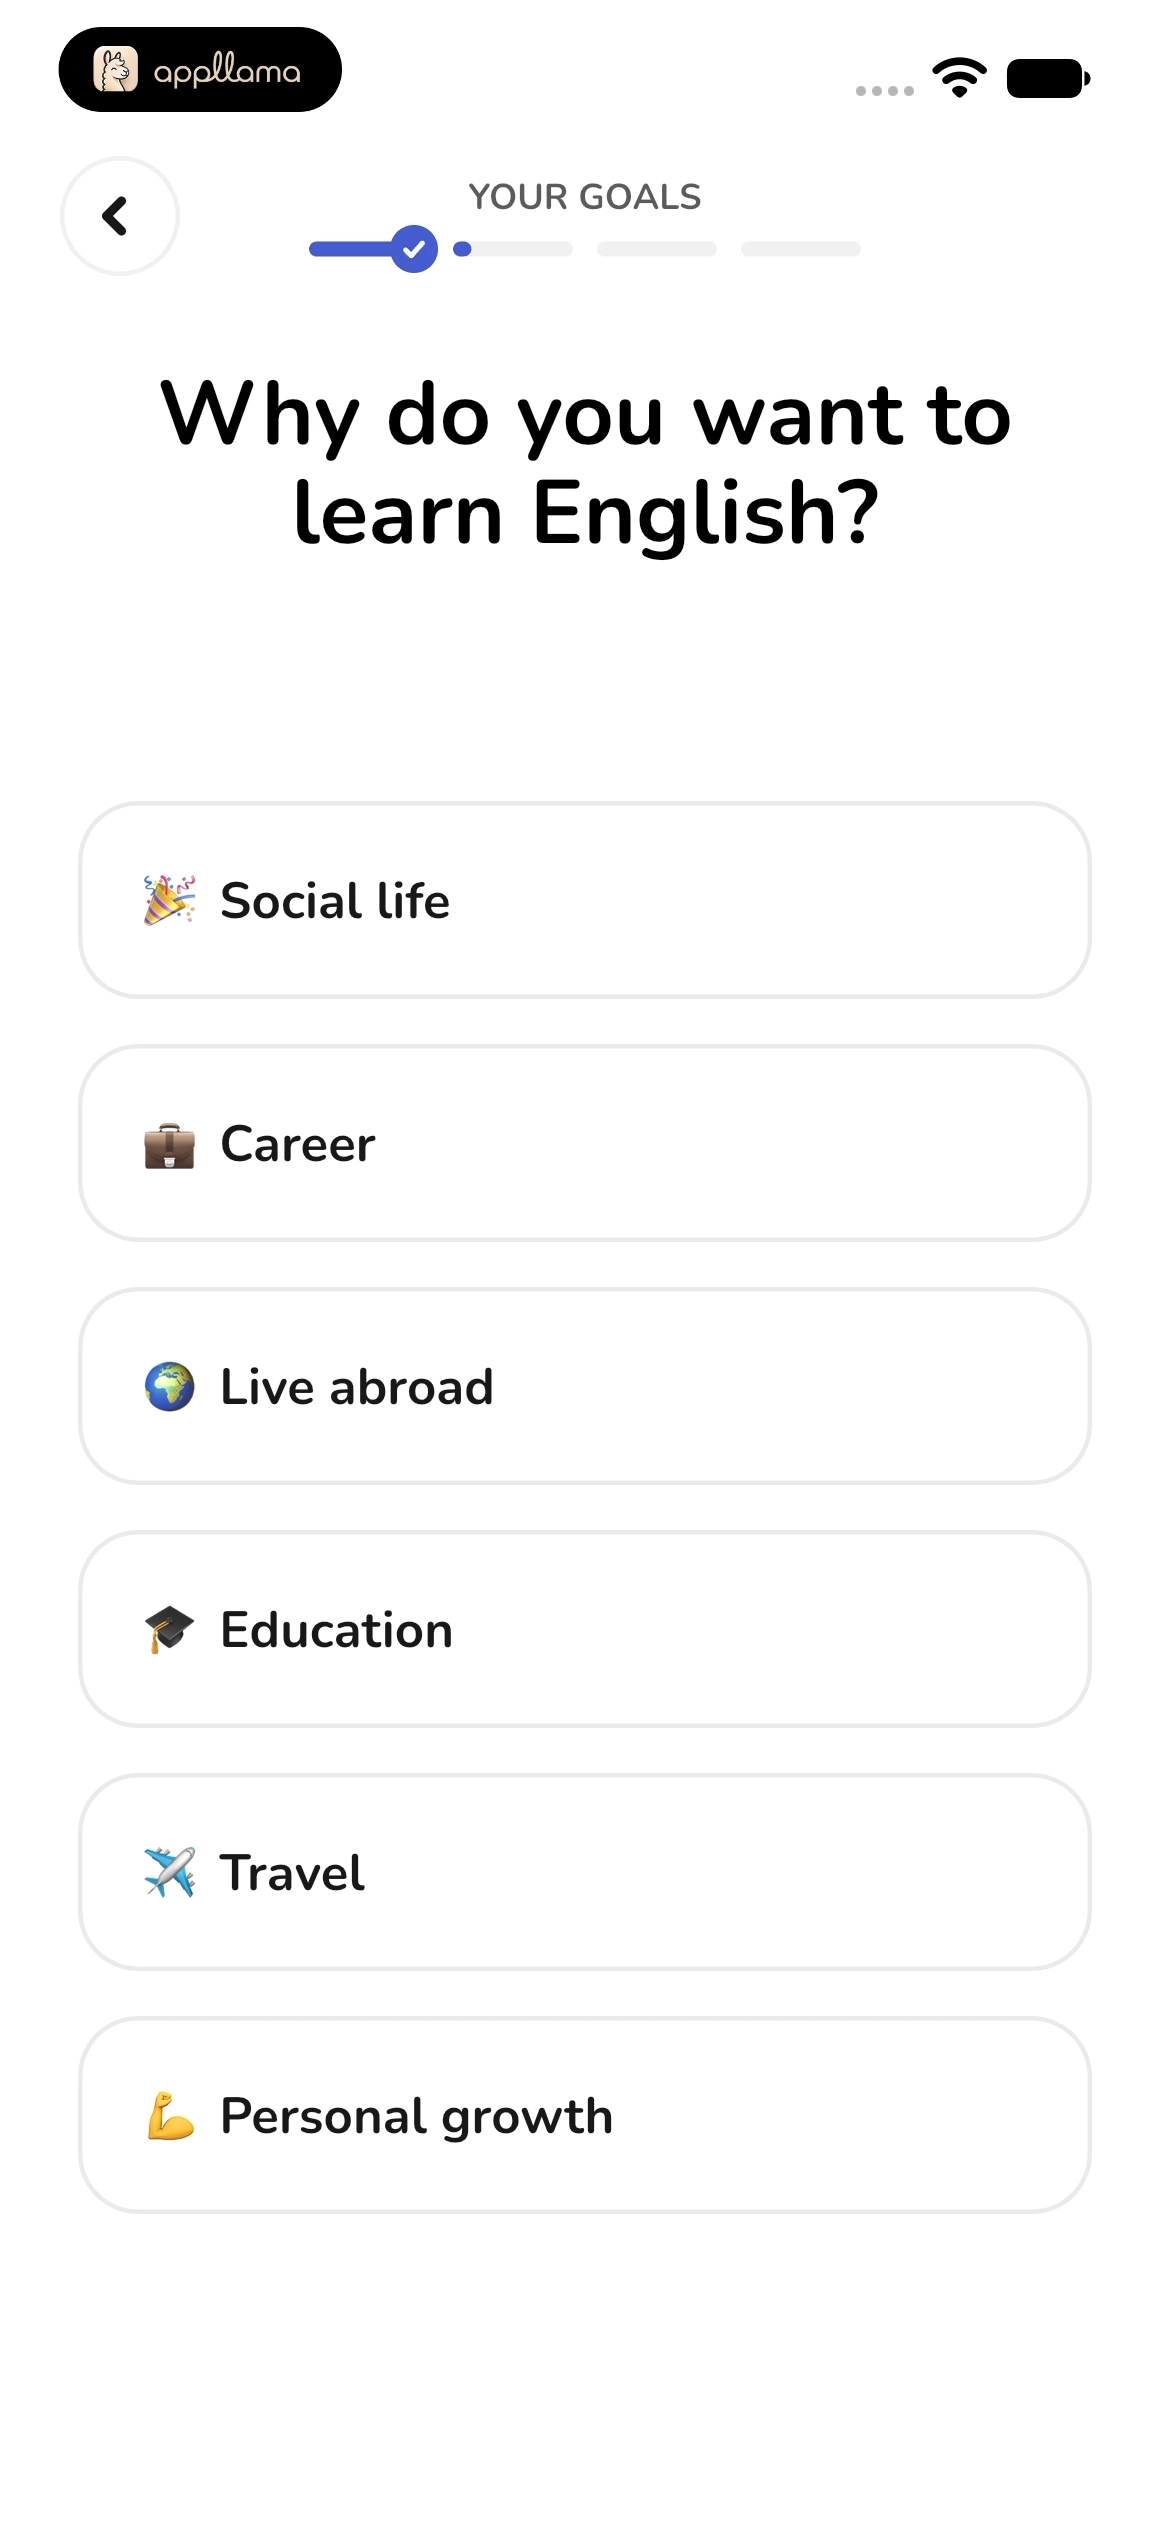 appllama
YOUR GOALS
Why do you want to
learn English?
Social life
Career
Live abroad
Education
Travel
Personal growth